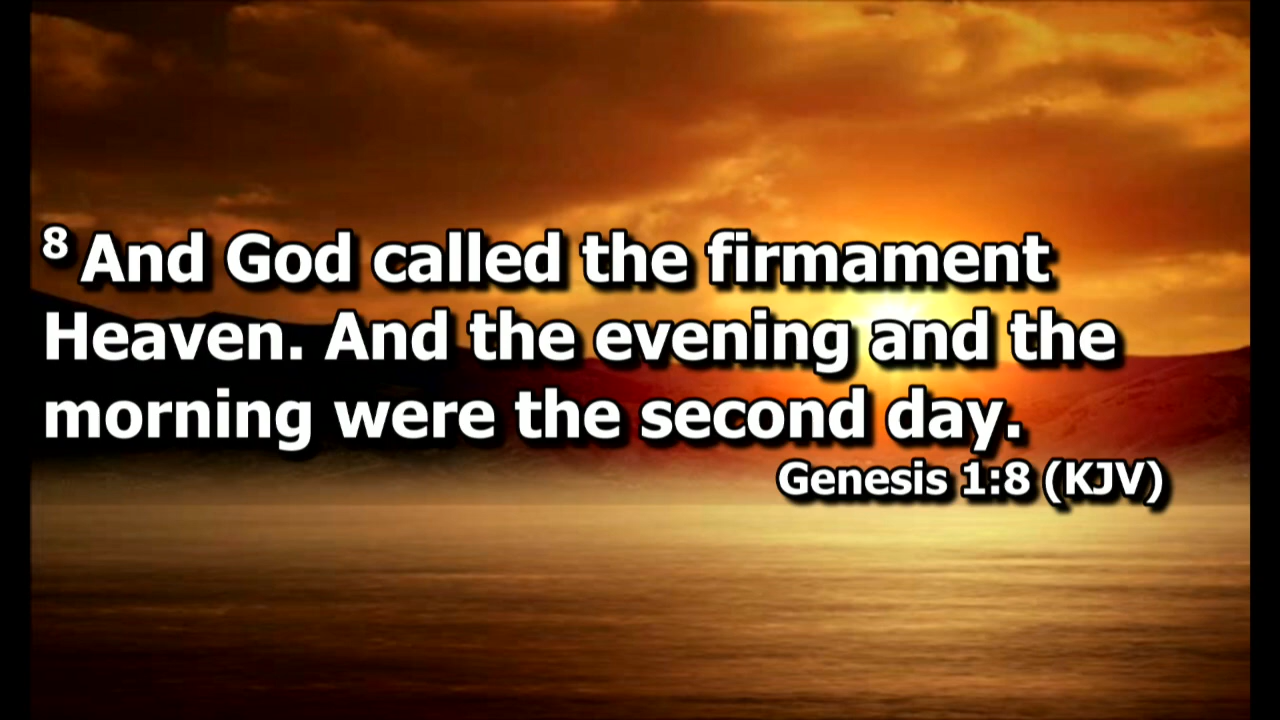 8 And God called the firmament
Heaven. And the evening and the
morning were the second day.
Genesis 1:8 (KJV)